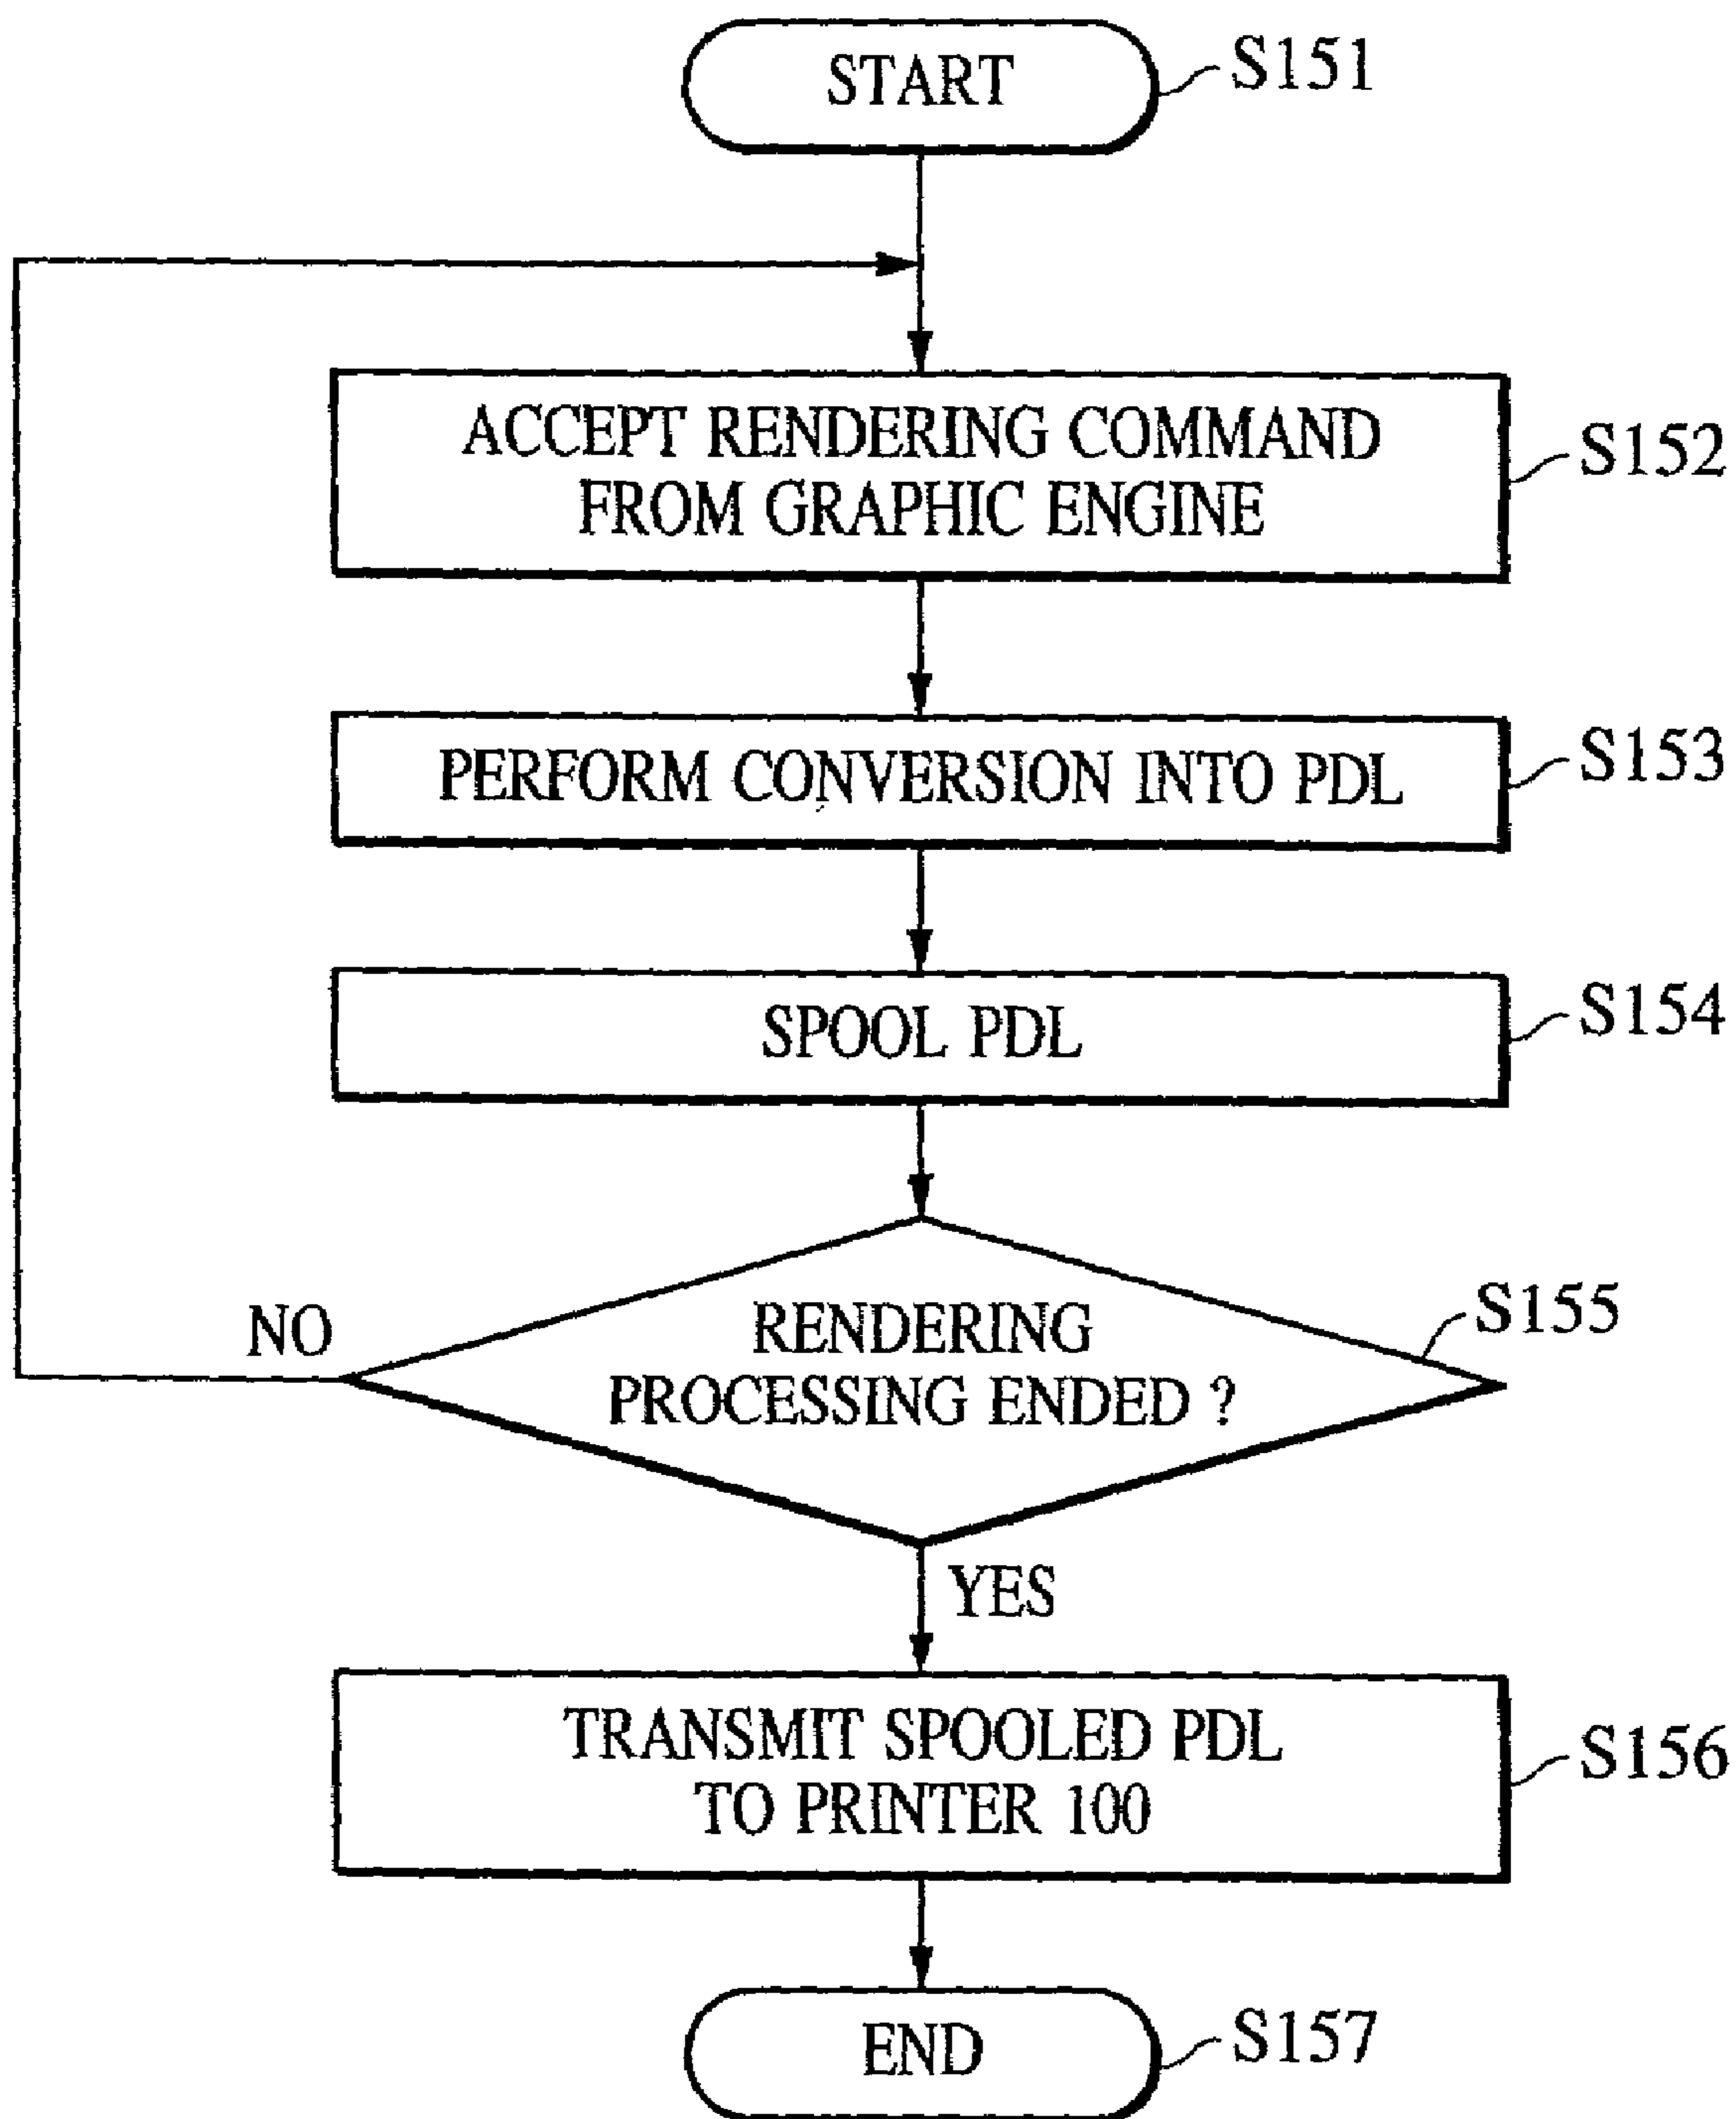 START
S151
ACCEPT RENDERING COMMAND
FROM GRAPHIC ENGINE
S152
PERFORM CONVERSION INTO PDL
S153
SPOOL PDL
S154
RENDERING
PROCESSING ENDED ?
S155
NO
YES
TRANSMIT SPOOLED PDL
TO PRINTER 100
S156
END
S157